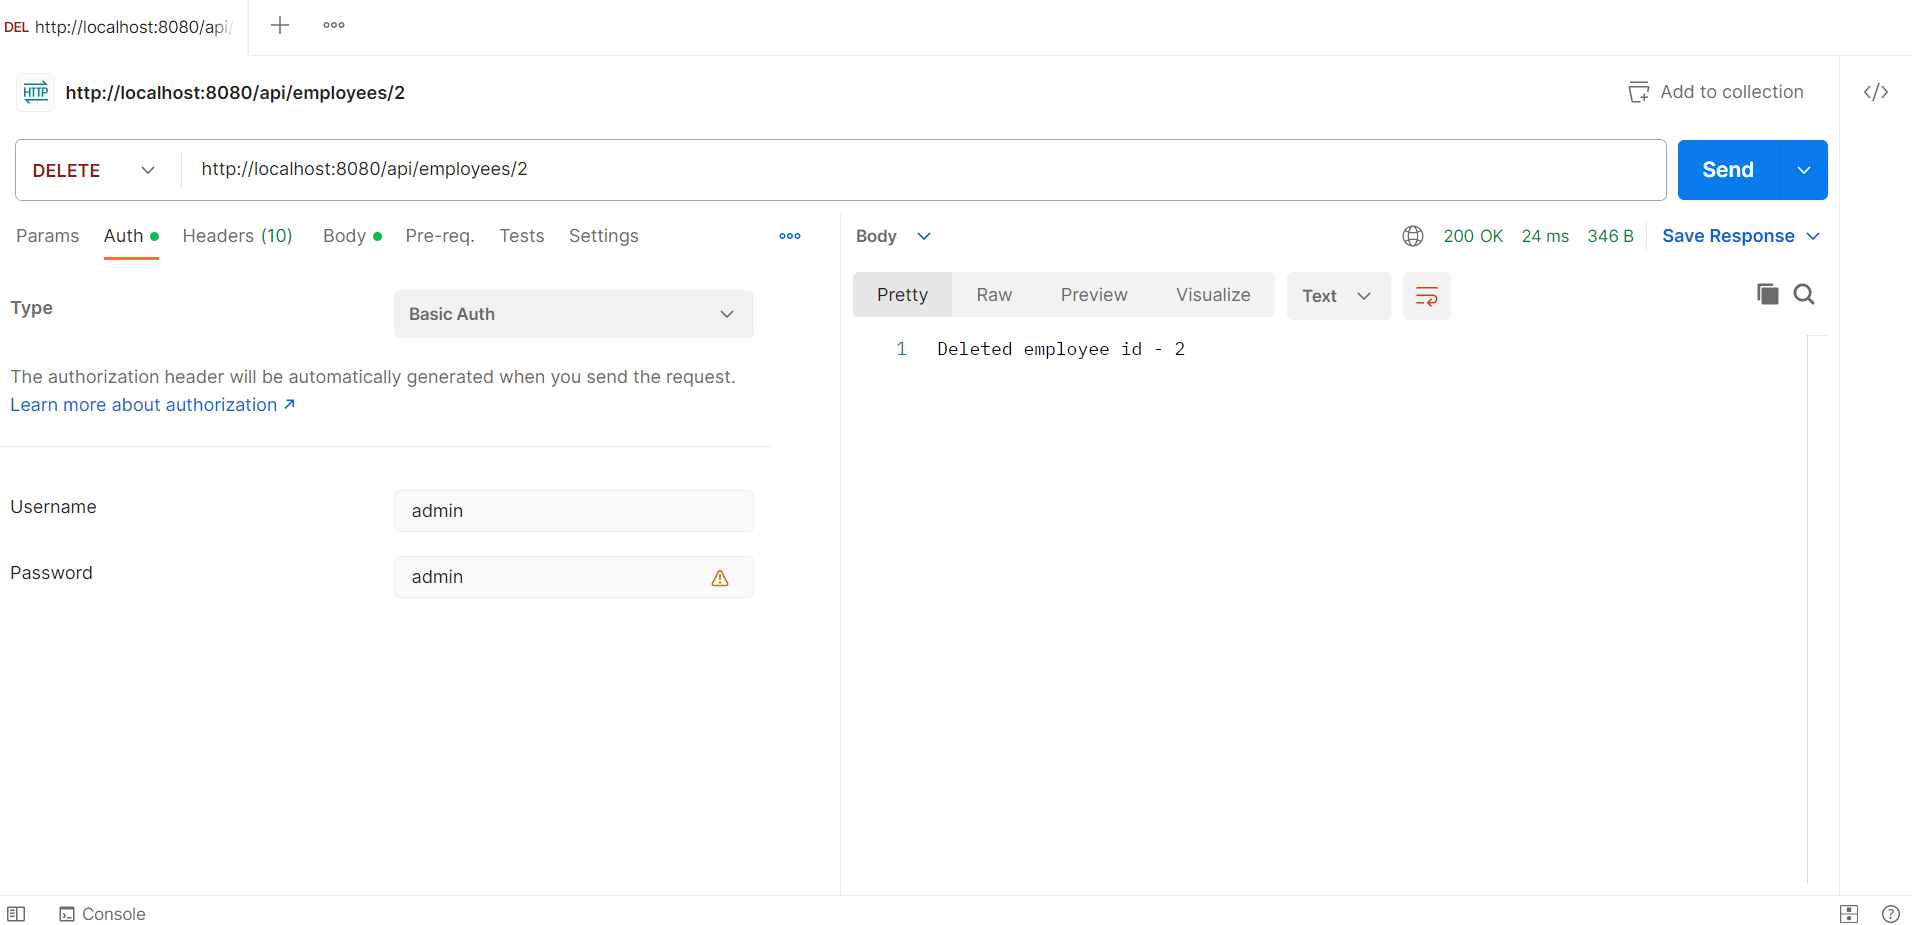 DEL http://localhost:8080/api/
HTTP http://localhost:8080/api/employees/2
Add to collection
DELETE http://localhost:8080/api/employees/2
Send
Params Auth Headers (10) Body Pre-req. Tests Settings
Body 200 OK 24 ms 346 B Save Response
Type Basic Auth
Pretty Raw Preview Visualize Text
1 Deleted employee id - 2
The authorization header will be automatically generated when you send the request.
Learn more about authorization
Username admin
Password admin
Console